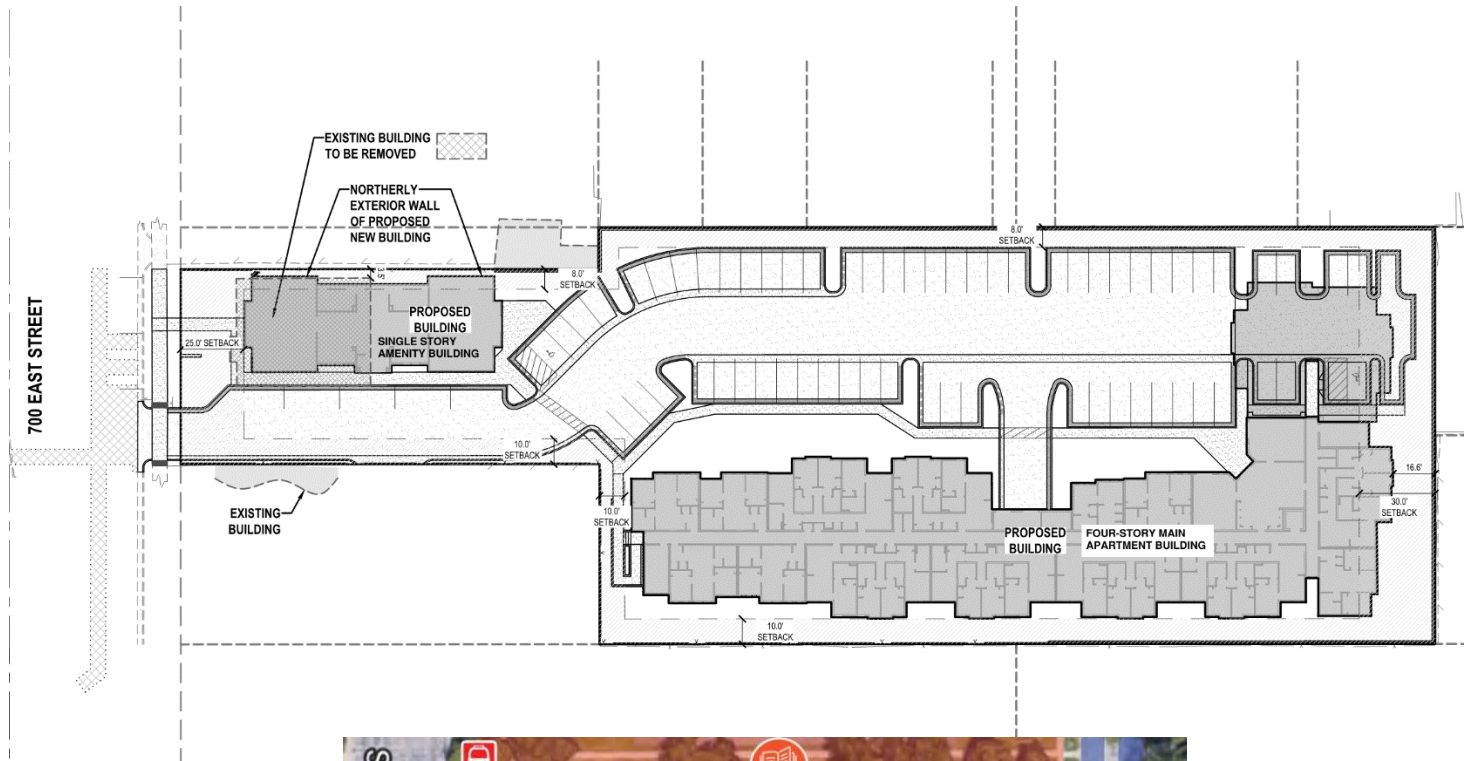 EXISTING BUILDING
TO BE REMOVED
NORTHERLY
EXTERIOR WALL
OF PROPOSED
NEW BUILDING
8.0'
SETBACK
3.5'
8.0'
SETBACK
PROPOSED
BUILDING
SINGLE STORY
AMENITY BUILDING
25.0' SETBACK
700 EAST STREET
10.0'
SETBACK
EXISTING
BUILDING
10.0'
SETBACK
16.6'
30.0'
SETBACK
PROPOSED
BUILDING
FOUR-STORY MAIN
APARTMENT BUILDING
10.0'
SETBACK
S